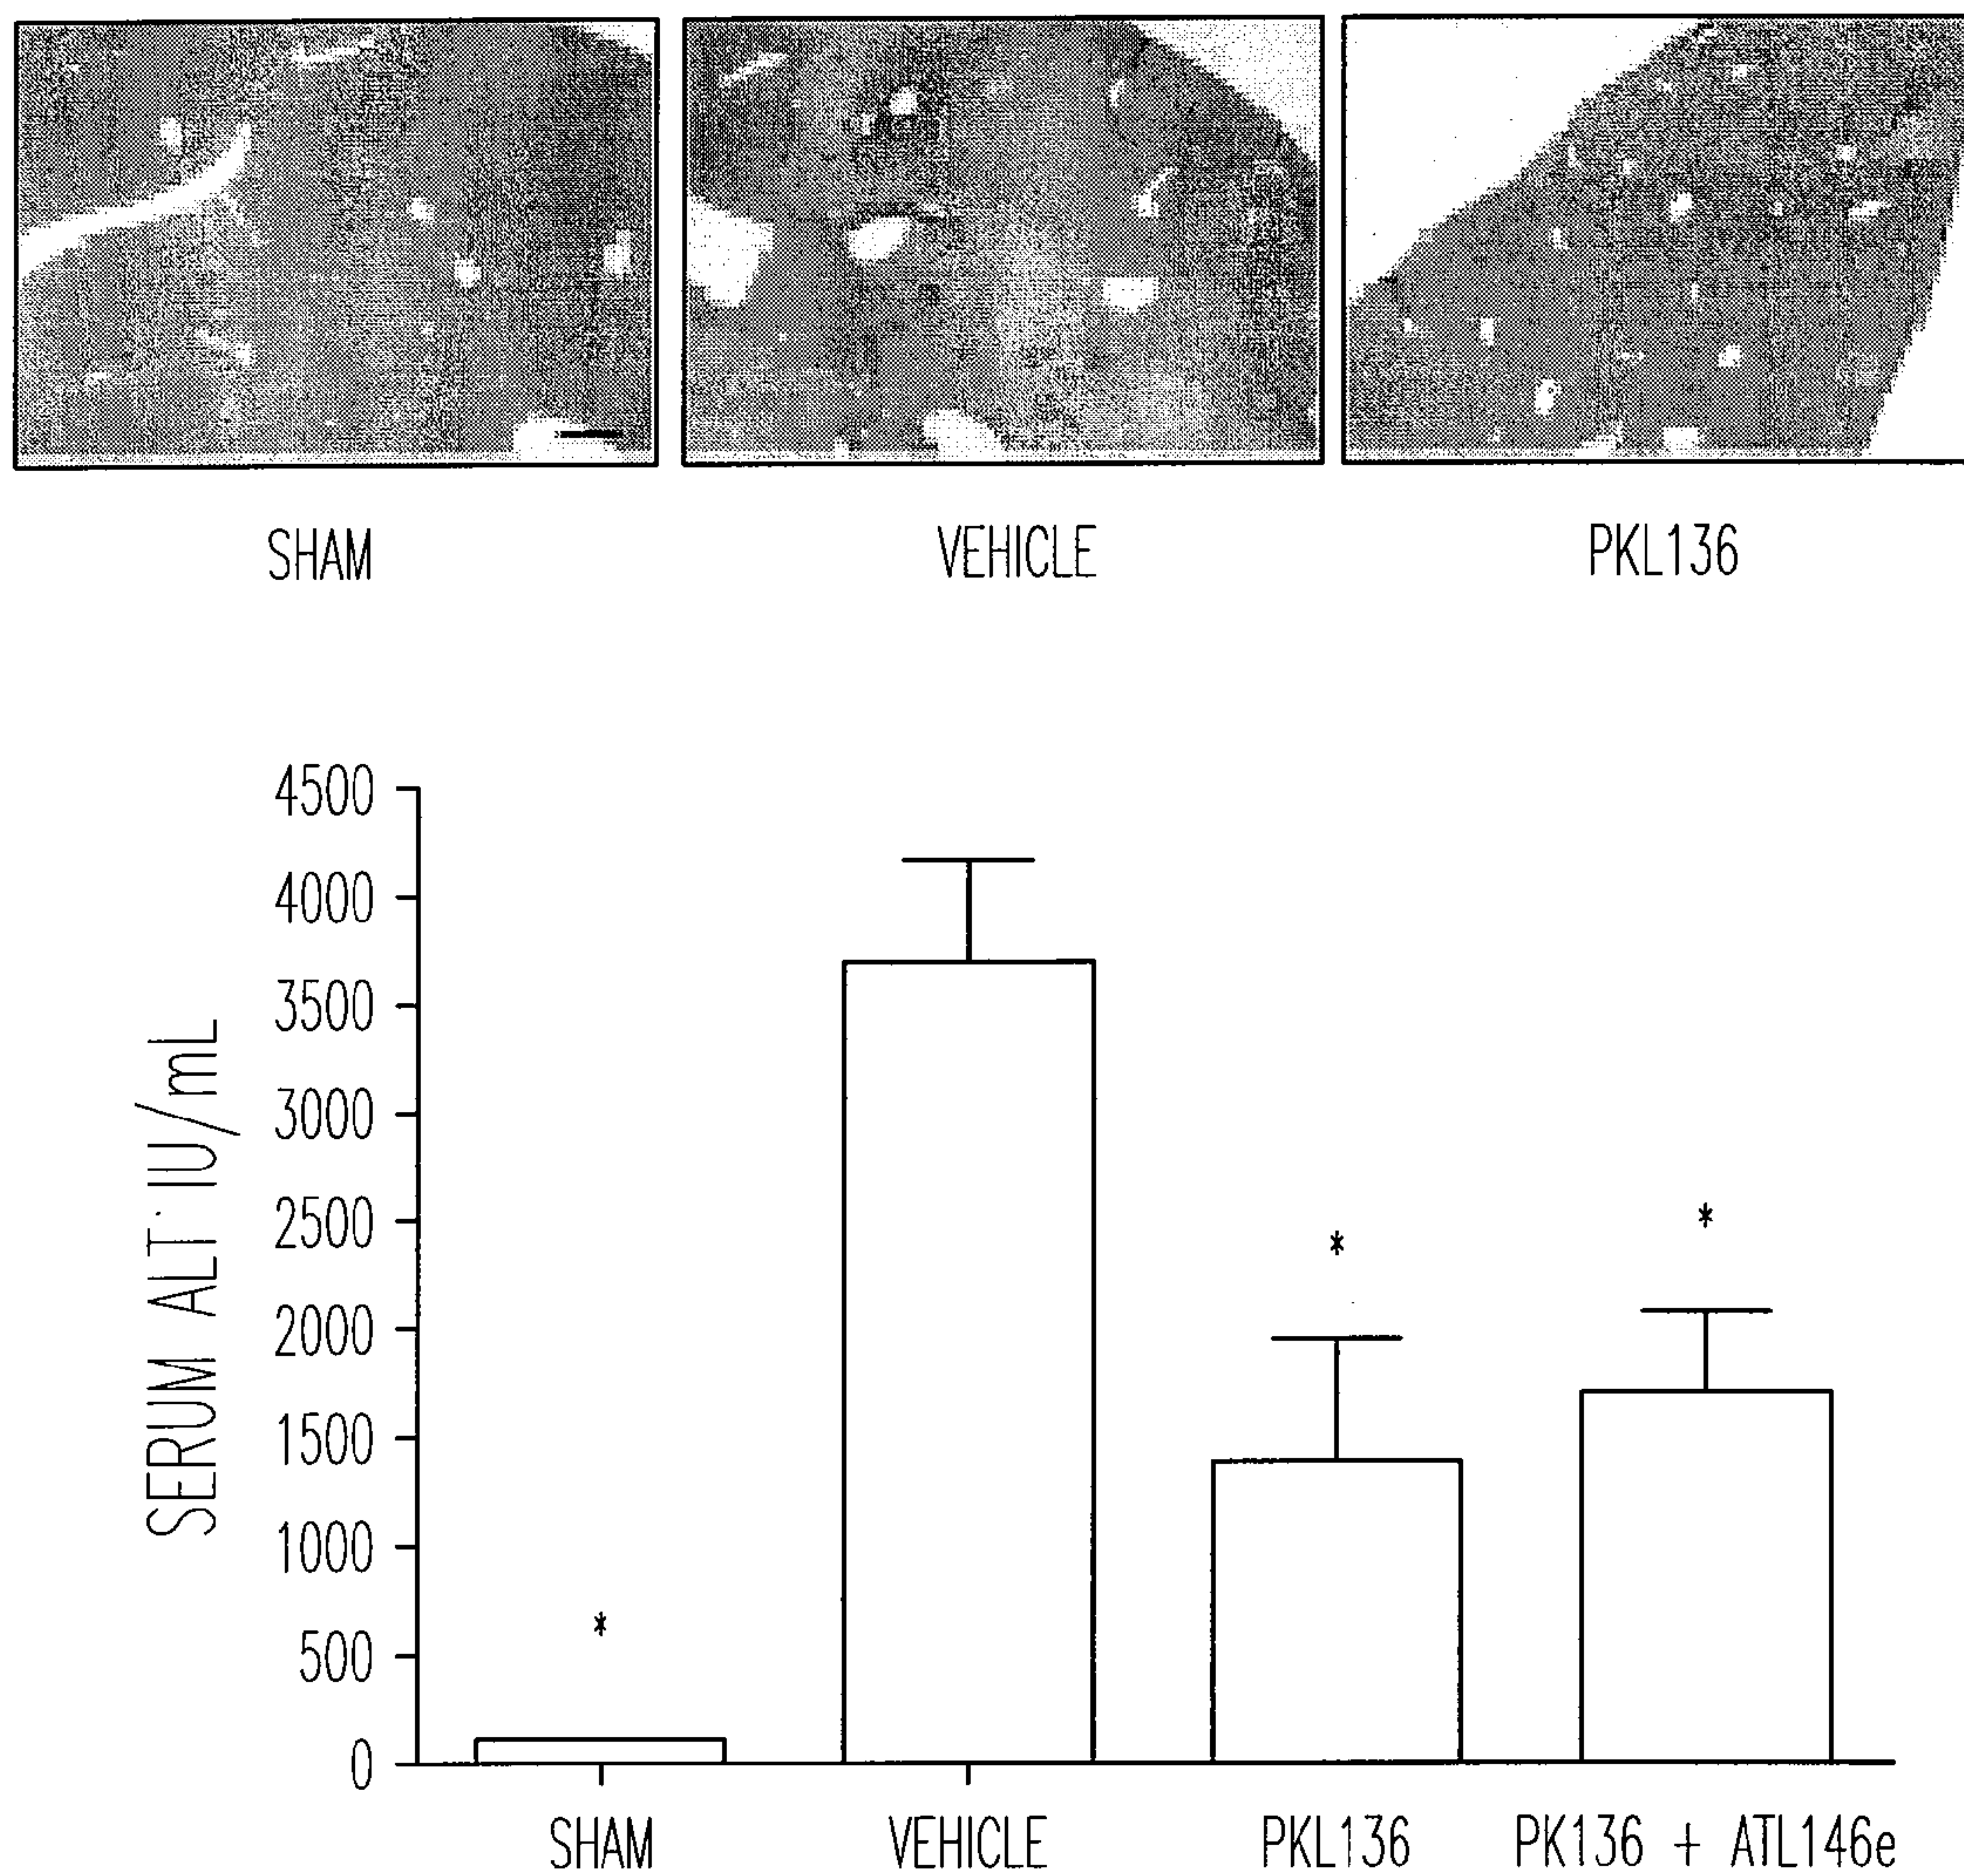 SHAM
VEHICLE
PKL136
4500
4000
3500
3000
2500
2000
1500
1000
500
0
SERUM ALT IU/mL
*
*
*
SHAM
VEHICLE
PKL136
PK136 + ATL146e